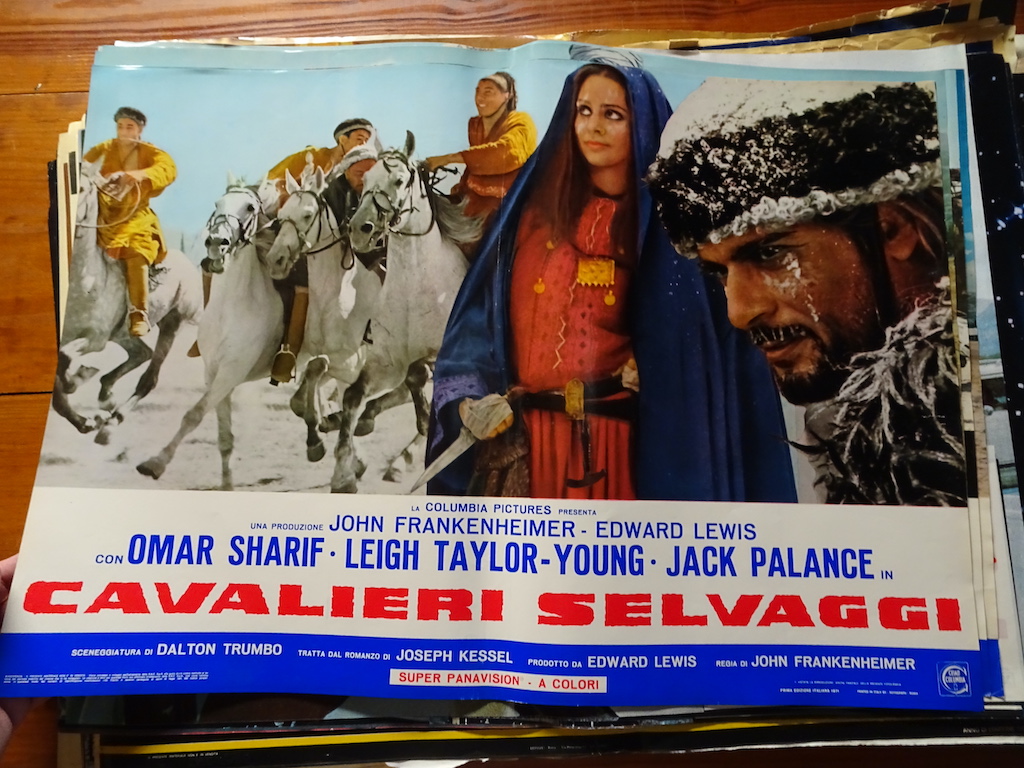 LA COLUMBIA PICTURES PRESENTA
UNA PRODUZIONE JOHN FRANKENHEIMER - EDWARD LEWIS
CON OMAR SHARIF · LEIGH TAYLOR-YOUNG · JACK PALANCE IN
CAVALIERI SELVAGGI
SCENEGGIATURA DI DALTON TRUMBO TRATTA DAL ROMANZO DI JOSEPH KESSEL PRODOTTO DA EDWARD LEWIS REGIA DI JOHN FRANKENHEIMER
SUPER PANAVISION - A COLORI
PRIMA EDIZIONE ITALIANA 1971
COLUMBIA